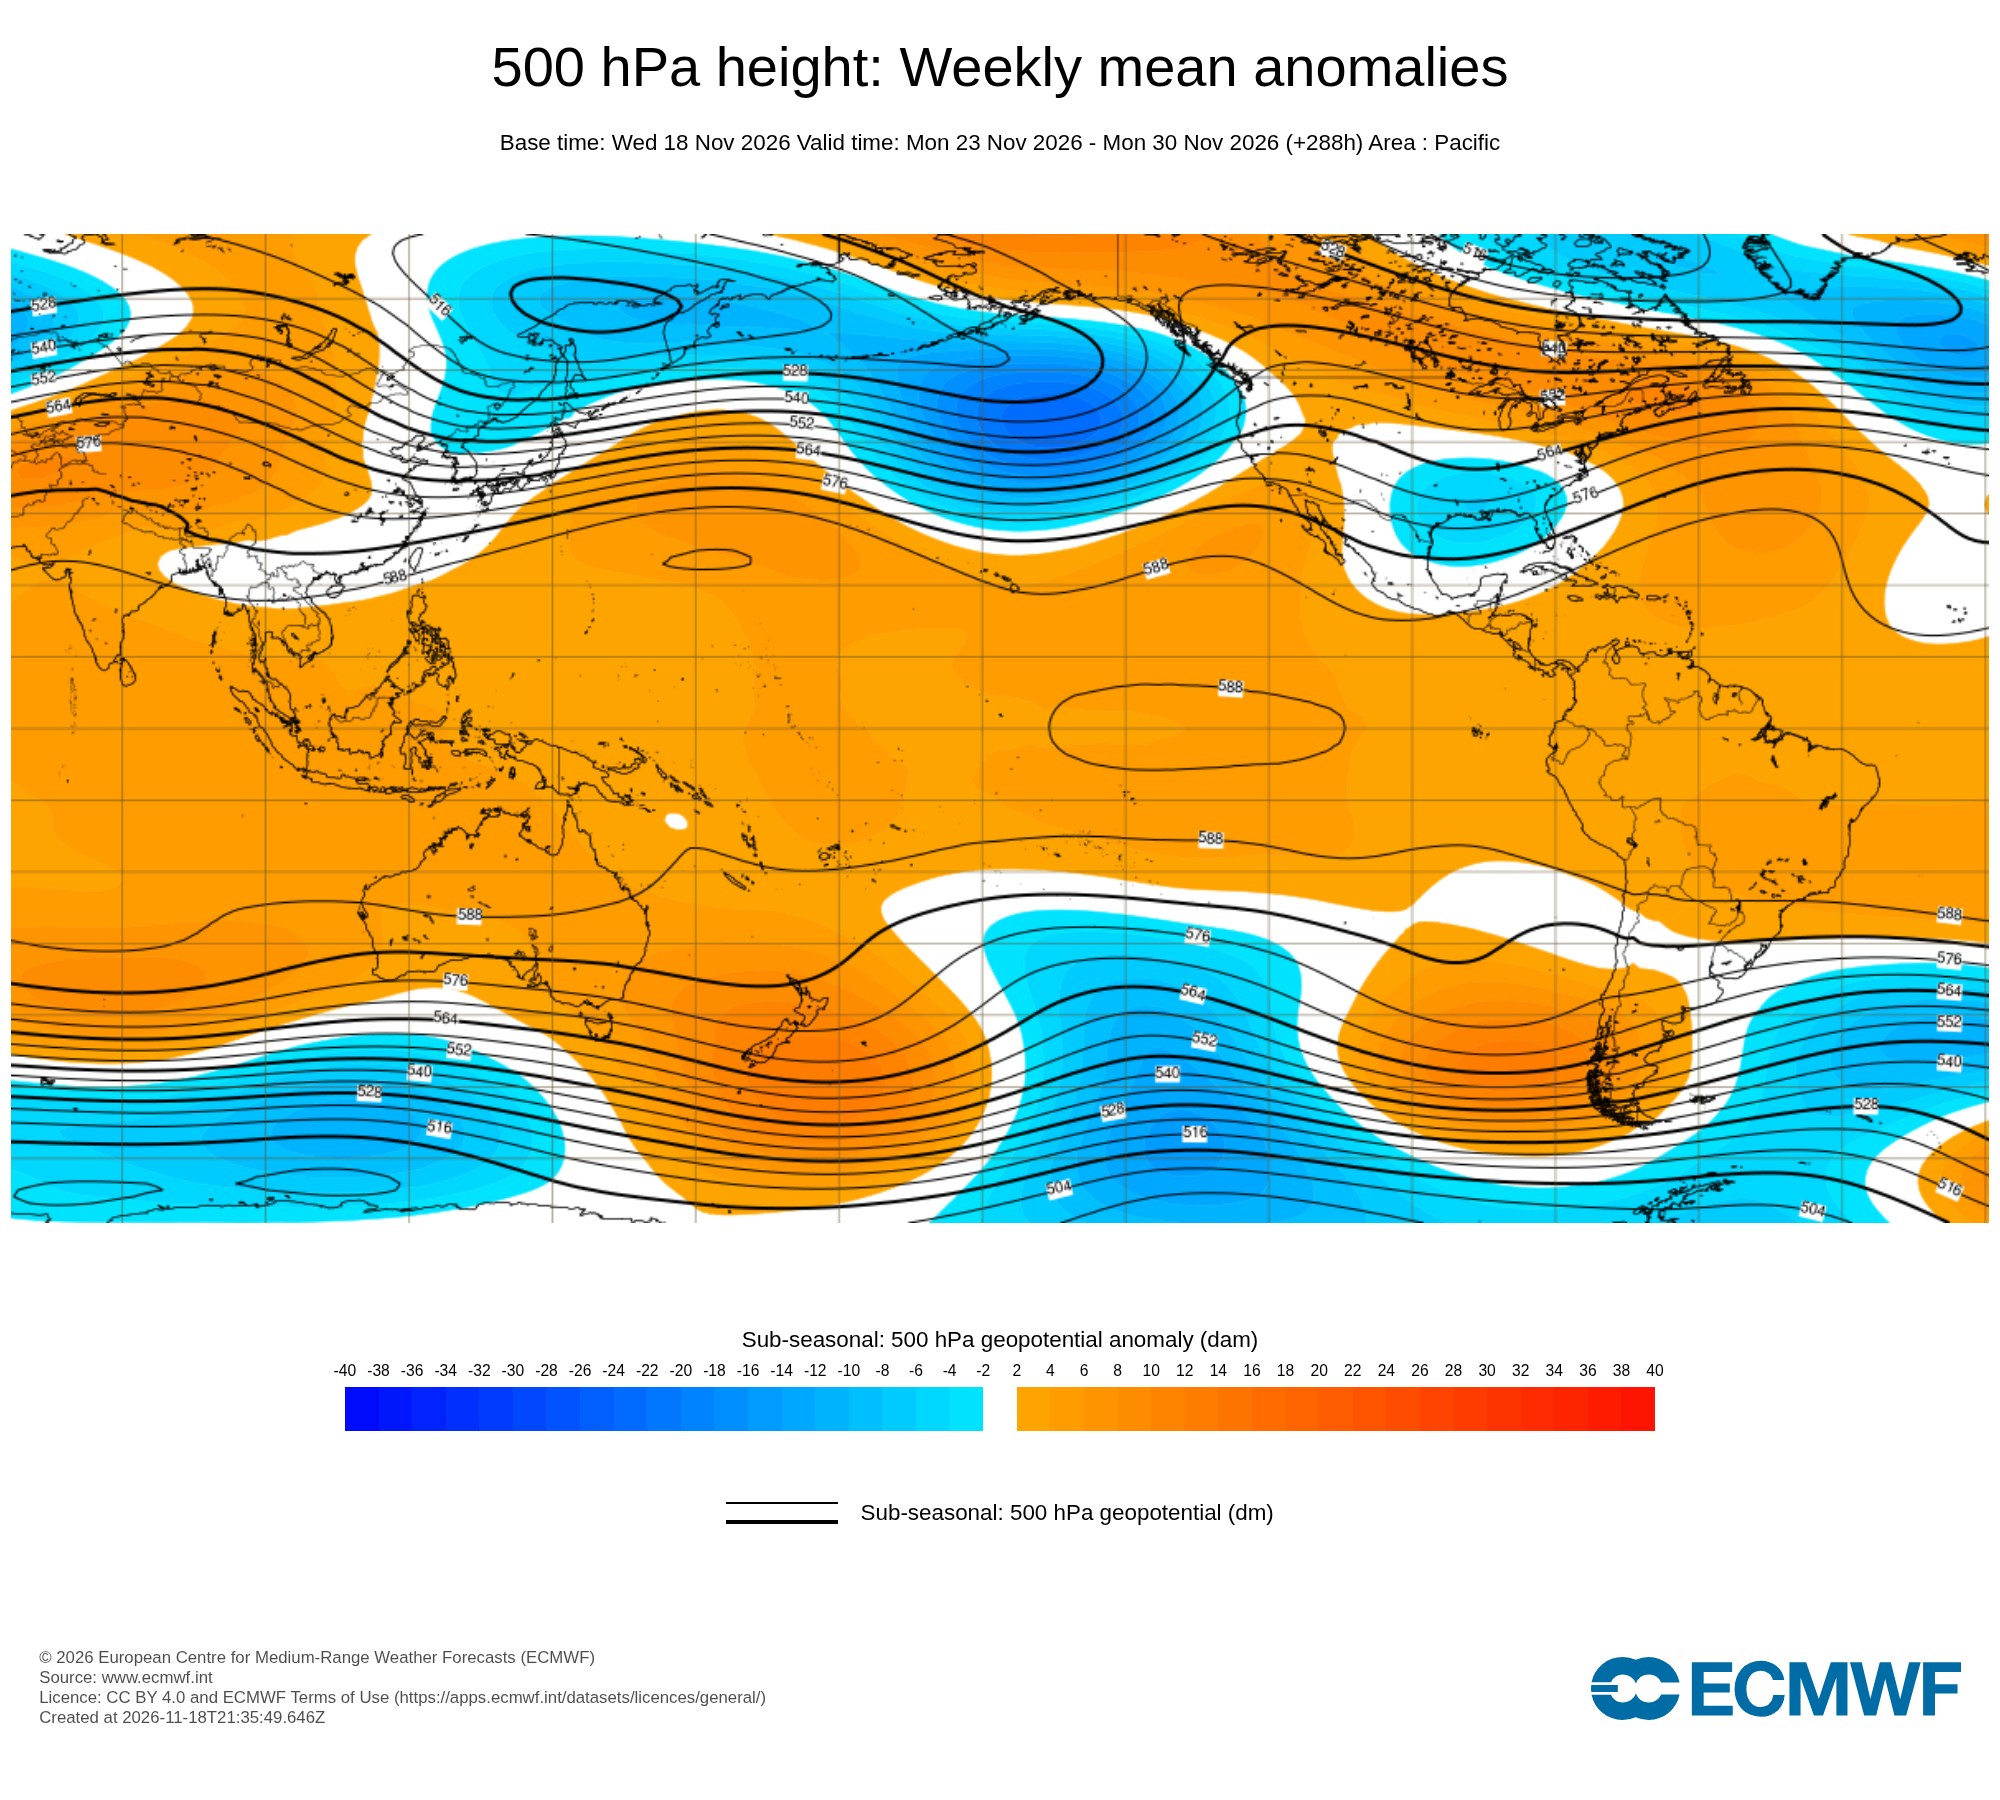 500 hPa height: Weekly mean anomalies
Base time: Wed 18 Nov 2026 Valid time: Mon 23 Nov 2026 - Mon 30 Nov 2026 (+288h) Area : Pacific
528 510
528 516
540 540
552 528
564 540 552
576 552 564
564 576
576
588 588
588
588
588 588
576 576 576
564 564 564
552 552 552
540 540 540
528 528 528
516 516
504 516
504
Sub-seasonal: 500 hPa geopotential anomaly (dam)
-40 -38 -36 -34 -32 -30 -28 -26 -24 -22 -20 -18 -16 -14 -12 -10 -8 -6 -4 -2 2 4 6 8 10 12 14 16 18 20 22 24 26 28 30 32 34 36 38 40
Sub-seasonal: 500 hPa geopotential (dm)
© 2026 European Centre for Medium-Range Weather Forecasts (ECMWF)
Source: www.ecmwf.int
Licence: CC BY 4.0 and ECMWF Terms of Use (https://apps.ecmwf.int/datasets/licences/general/)
Created at 2026-11-18T21:35:49.646Z
ECMWF